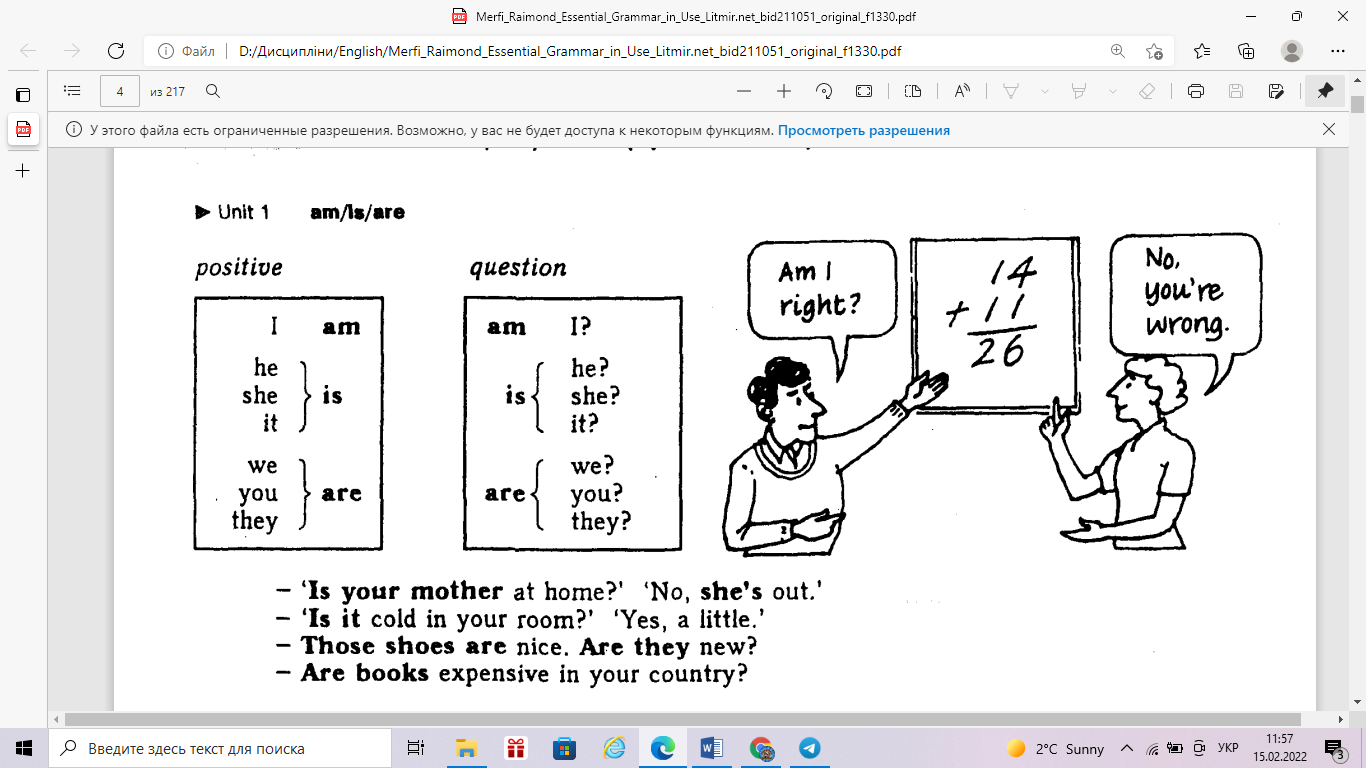 Merfi_Raimond_Essential_Grammar_in_Use_Litmir.net_bid211051_original_f1330.pdf
Файл D:/Дисципліни/English/Merfi_Raimond_Essential_Grammar_in_Use_Litmir.net_bid211051_original_f1330.pdf
4 из 217
У этого файла есть ограниченные разрешения. Возможно, у вас не будет доступа к некоторым функциям. Просмотреть разрешения
► Unit 1 am/is/are
positive
I am
he
she is
it
we
you are
they
question
am I?
he?
is she?
it?
we?
are you?
they?
Am I
right?
14
+ 11
26
No,
you're
wrong.
– 'Is your mother at home?' 'No, she's out.'
– 'Is it cold in your room?' 'Yes, a little.'
– Those shoes are nice. Are they new?
– Are books expensive in your country?
Введите здесь текст для поиска
2°C Sunny
УКР
11:57
15.02.2022
3